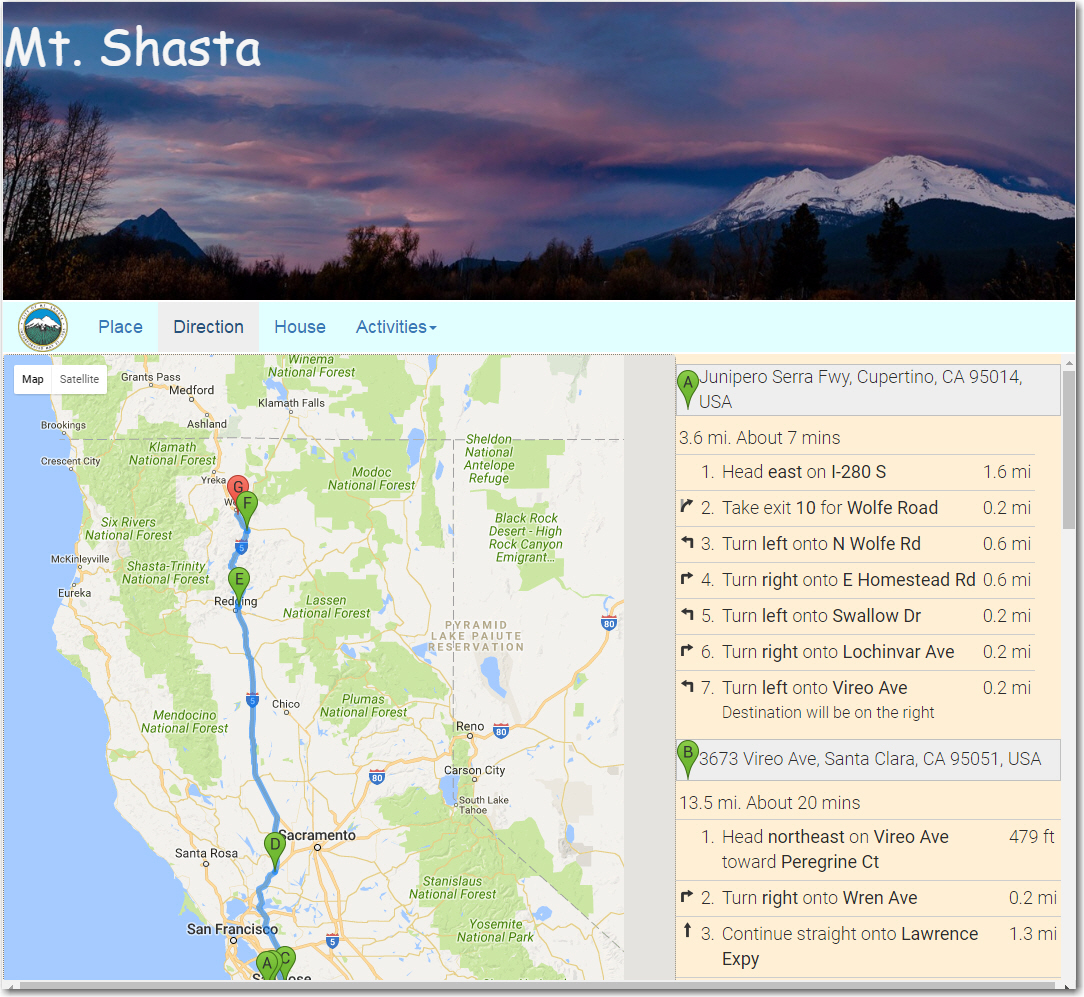 Mt. Shasta
Place
Direction
House
Activities
Map
Satellite
Winema
National Forest
Grants Pass
Medford
Klamath Falls
Ashland
Brookings
Crescent City
Klamath
National Forest
Sheldon
National
Antelope
Refuge
Modoc
National Forest
Yreka
G
F
Six Rivers
National Forest
Black Rock
Desert - High
Rock Canyon
Emigrant...
5
McKinleyville
Shasta-Trinity
National Forest
E
Eureka
Redding
Lassen
National Forest
PYRAMID
LAKE PAIUTE
RESERVATION
80
5
Chico
Plumas
National Forest
Mendocino
National Forest
Reno
80
Carson City
80
South Lake
Tahoe
D
Sacramento
Santa Rosa
Stanislaus
National Forest
San Francisco
Yosemite
National Park
5
A
C
A
Junipero Serra Fwy, Cupertino, CA 95014,
USA
3.6 mi. About 7 mins
1. Head east on I-280 S 1.6 mi
2. Take exit 10 for Wolfe Road 0.2 mi
3. Turn left onto N Wolfe Rd 0.6 mi
4. Turn right onto E Homestead Rd 0.6 mi
5. Turn left onto Swallow Dr 0.2 mi
6. Turn right onto Lochinvar Ave 0.2 mi
7. Turn left onto Vireo Ave 0.2 mi
Destination will be on the right
B
3673 Vireo Ave, Santa Clara, CA 95051, USA
13.5 mi. About 20 mins
1. Head northeast on Vireo Ave 479 ft
toward Peregrine Ct
2. Turn right onto Wren Ave 0.2 mi
3. Continue straight onto Lawrence 1.3 mi
Expy